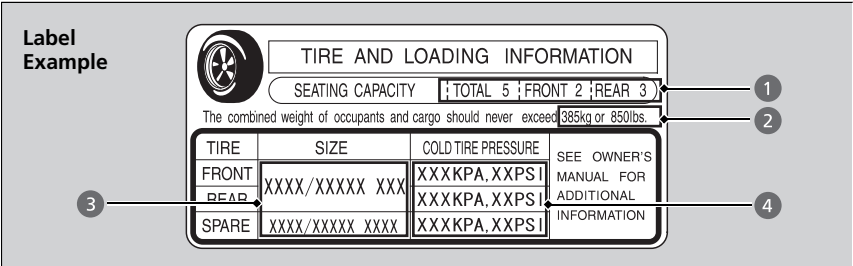 Label
Example
TIRE AND LOADING INFORMATION
SEATING CAPACITY TOTAL 5 FRONT 2 REAR 3
1
The combined weight of occupants and cargo should never exceed 385kg or 850lbs.
2
TIRE SIZE COLD TIRE PRESSURE
SEE OWNER'S
MANUAL FOR
ADDITIONAL
INFORMATION
FRONT XXXX/XXXXX XXX XXXKPA,XXPSI
REAR XXXKPA,XXPSI
SPARE XXXX/XXXXX XXXX XXXKPA,XXPSI
3
4